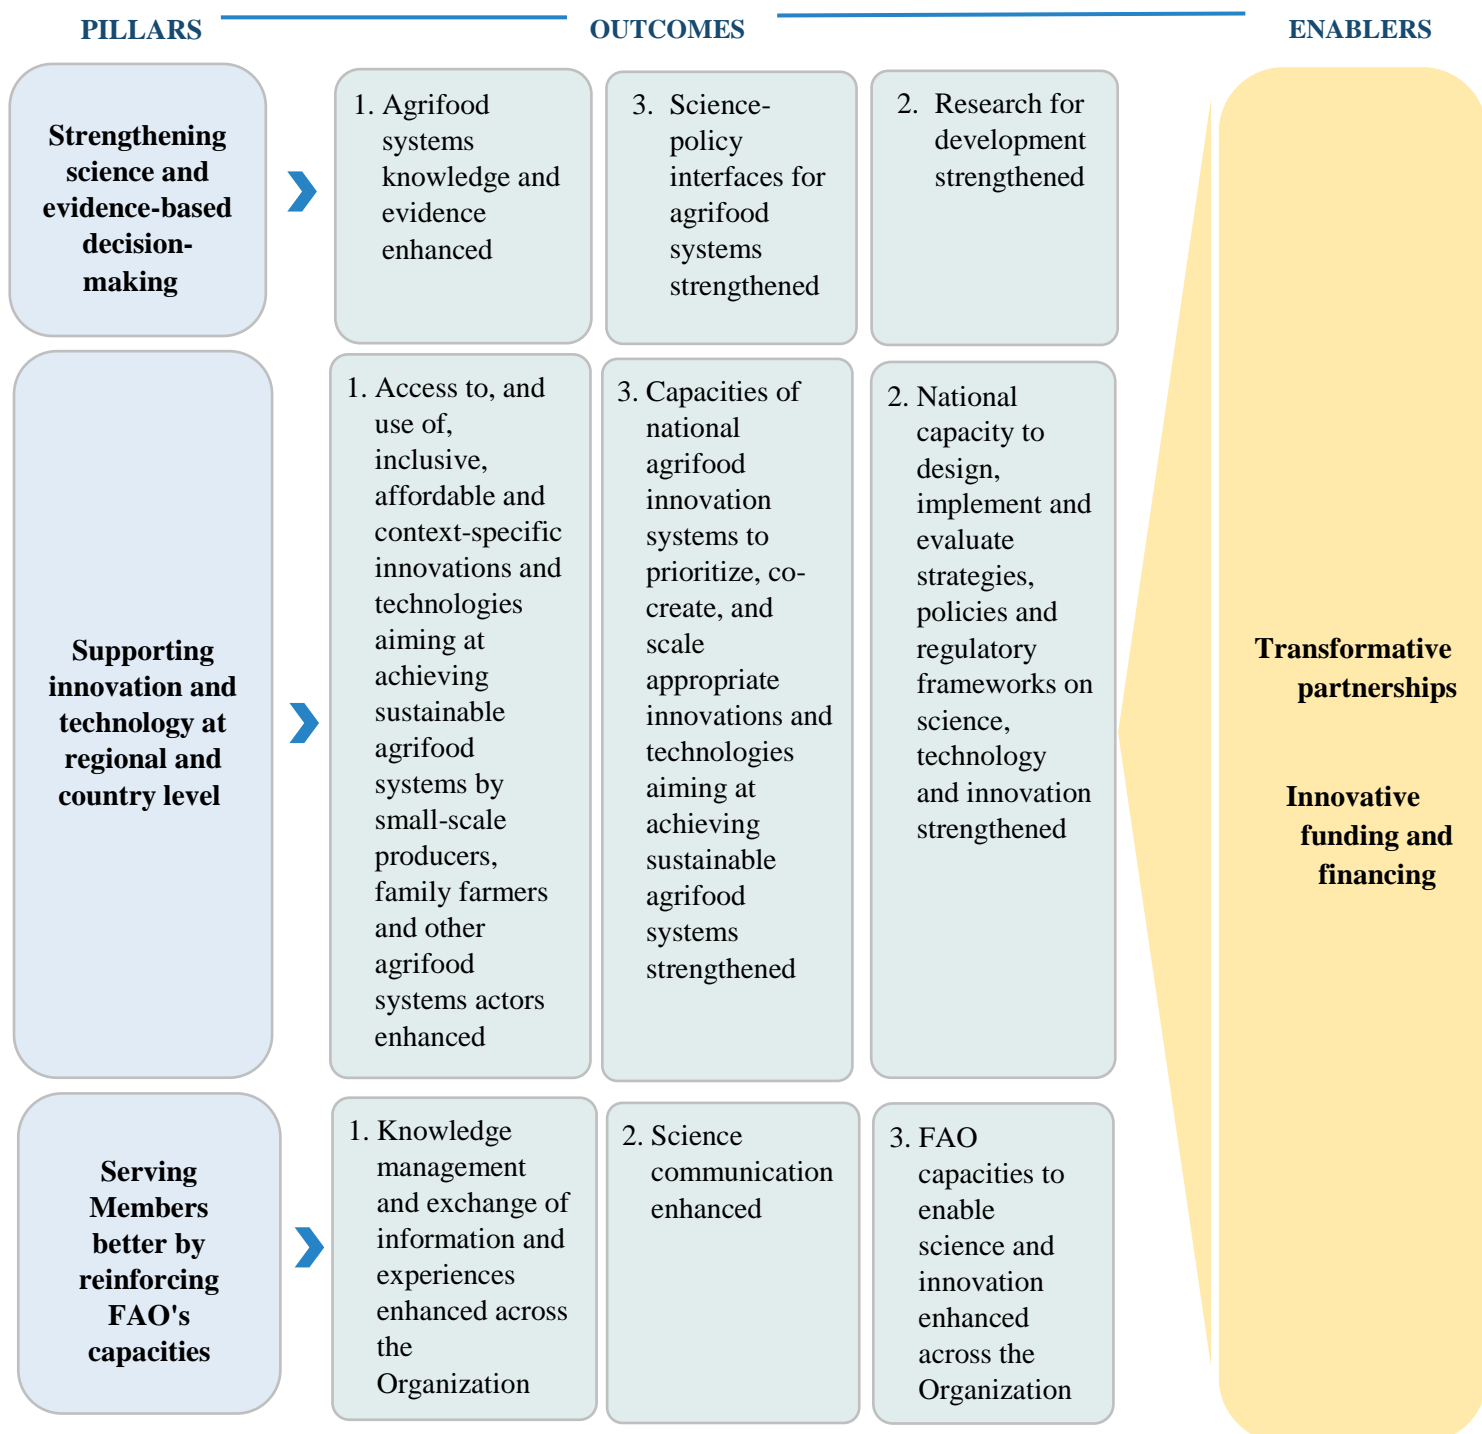 PILLARS
OUTCOMES
ENABLERS
Strengthening
science and
evidence-based
decision-
making
1. Agrifood
systems
knowledge and
evidence
enhanced
3. Science-
policy
interfaces for
agrifood
systems
strengthened
2. Research for
development
strengthened
Supporting
innovation and
technology at
regional and
country level
1. Access to, and
use of,
inclusive,
affordable and
context-specific
innovations and
technologies
aiming at
achieving
sustainable
agrifood
systems by
small-scale
producers,
family farmers
and other
agrifood
systems actors
enhanced
3. Capacities of
national
agrifood
innovation
systems to
prioritize, co-
create, and
scale
appropriate
innovations and
technologies
aiming at
achieving
sustainable
agrifood
systems
strengthened
2. National
capacity to
design,
implement and
evaluate
strategies,
policies and
regulatory
frameworks on
science,
technology
and innovation
strengthened
Serving
Members
better by
reinforcing
FAO's
capacities
1. Knowledge
management
and exchange of
information and
experiences
enhanced across
the
Organization
2. Science
communication
enhanced
3. FAO
capacities to
enable
science and
innovation
enhanced
across the
Organization
Transformative
partnerships
Innovative
funding and
financing